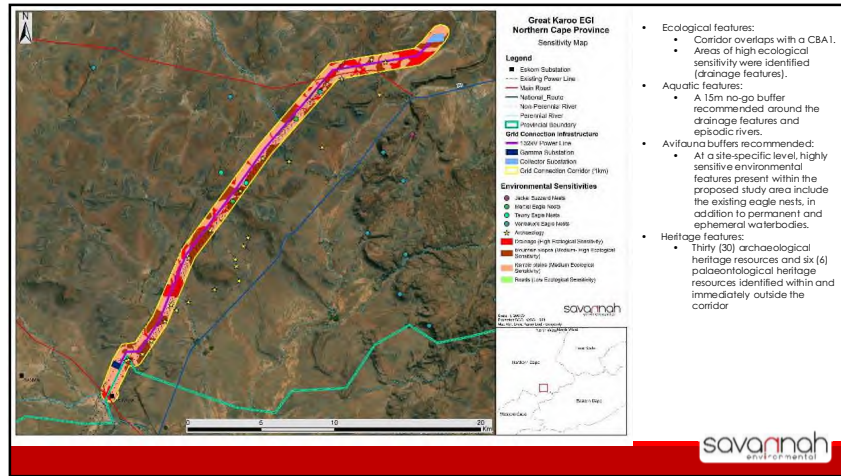 N
Great Karoo EGI
Northern Cape Province
Sensitivity Map
Legend
Eskom Substation
Existing Power Line
Main Road
National_Route
Non-Perennial River
Perennial River
Provincial Boundary
Grid Connection Infrastructure
132kV Power Line
Gamma Substation
Collector Substation
Grid Connection Corridor (1km)
Environmental Sensitivities
Jackal Buzzard Nests
Martial Eagle Nests
Tawny Eagle Nests
Verreaux's Eagle Nests
Archaeology
Drainage (High Ecological Sensitivity)
Mountain slopes (Medium- High Ecological
Sensitivity)
Karroid plains (Medium Ecological
Sensitivity)
Roads (Low Ecological Sensitivity)
savannah
environmental
North West
Free State
Northern Cape
Eastern Cape
Western Cape
0 5 10 20
Km
• Ecological features:
• Corridor overlaps with a CBA1.
• Areas of high ecological
sensitivity were identified
(drainage features).
• Aquatic features:
• A 15m no-go buffer
recommended around the
drainage features and
episodic rivers.
• Avifauna buffers recommended:
• At a site-specific level, highly
sensitive environmental
features present within the
proposed study area include
the existing eagle nests, in
addition to permanent and
ephemeral waterbodies.
• Heritage features:
• Thirty (30) archaeological
heritage resources and six (6)
palaeontological heritage
resources identified within and
immediately outside the
corridor
savannah
environmental